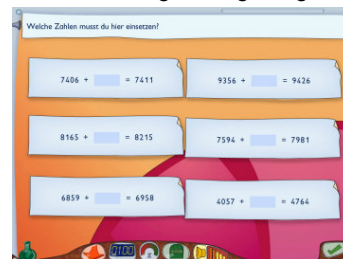 Welche Zahlen musst du hier einsetzen?
7406 + = 7411
9356 + = 9426
8165 + = 8215
7594 + = 7981
6859 + = 6958
4057 + = 4764